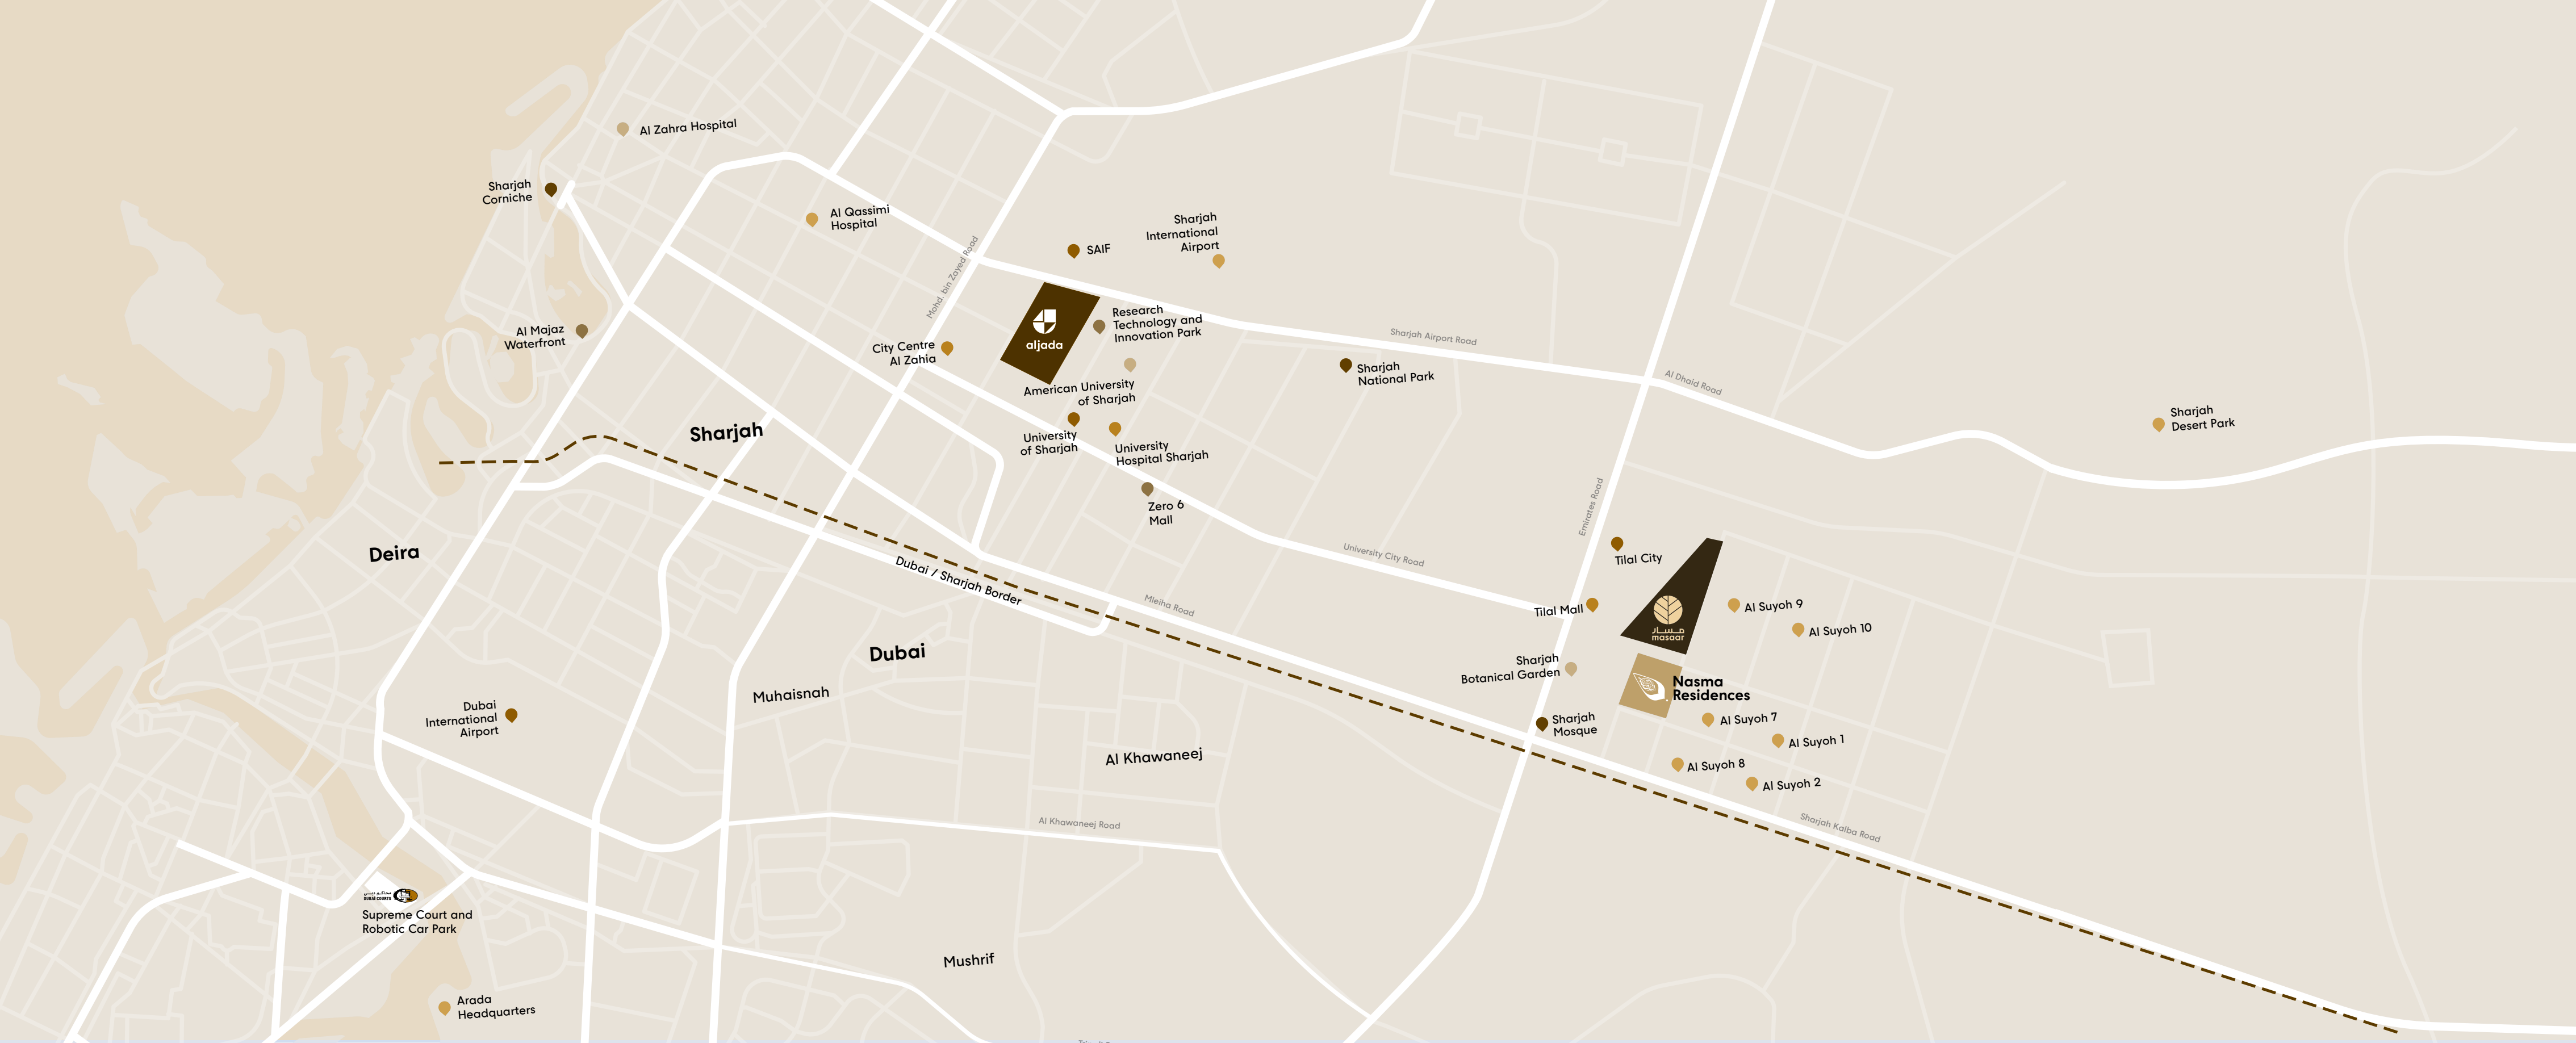 Al Zahra Hospital
Sharjah
Corniche
Al Qassimi
Hospital
Mohd. bin Zayed Road
SAIF
Sharjah
International
Airport
aljada
Research
Technology and
Innovation Park
Al Majaz
Waterfront
City Centre
Al Zahia
American University
of Sharjah
Sharjah Airport Road
Sharjah
National Park
Al Dhaid Road
Sharjah
Desert Park
Sharjah
University
of Sharjah
University
Hospital Sharjah
Zero 6
Mall
Emirates Road
University City Road
Deira
Dubai / Sharjah Border
Mleiha Road
Tilal City
Tilal Mall
مسار
masaar
Al Suyoh 9
Al Suyoh 10
Dubai
Muhaisnah
Sharjah
Botanical Garden
Nasma
Residences
Dubai
International
Airport
Sharjah
Mosque
Al Suyoh 7
Al Suyoh 1
Al Khawaneej
Al Suyoh 8
Al Suyoh 2
Al Khawaneej Road
Sharjah Kalba Road
محاكم دبي
DUBAI COURTS
Supreme Court and
Robotic Car Park
Mushrif
Arada
Headquarters